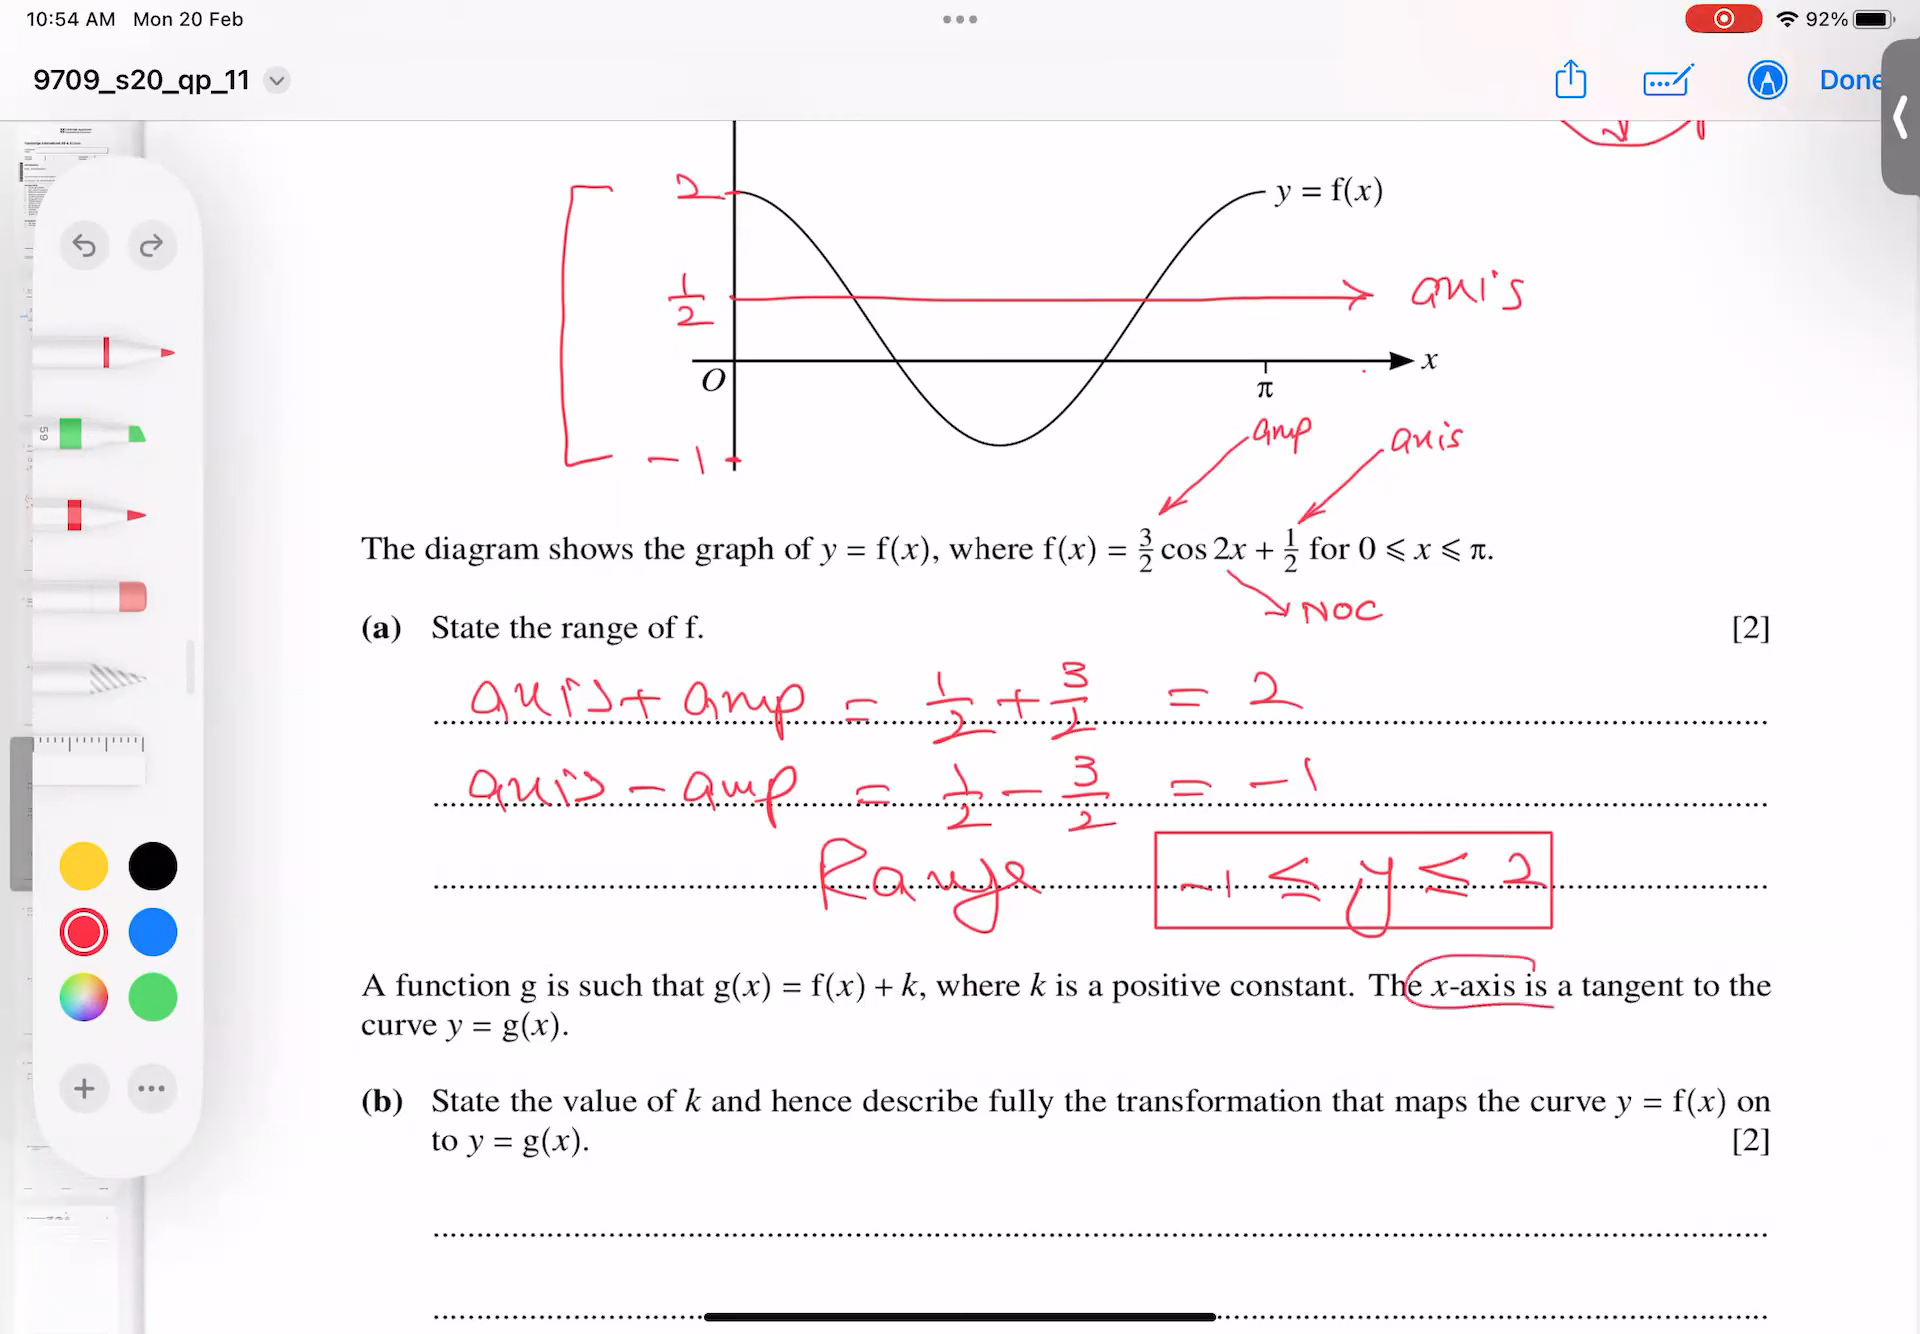 10:54 AM Mon 20 Feb
92%
9709_s20_qp_11
Done
2
y = f(x)
1/2
axis
x
O
π
-1
amp
axis
The diagram shows the graph of y = f(x), where f(x) = 3/2 cos 2x + 1/2 for 0 ⩽ x ⩽ π.
NOC
(a) State the range of f. [2]
axis + amp = 1/2 + 3/2 = 2
axis - amp = 1/2 - 3/2 = -1
Range -1 ≤ y ≤ 2
A function g is such that g(x) = f(x) + k, where k is a positive constant. The x-axis is a tangent to the
curve y = g(x).
(b) State the value of k and hence describe fully the transformation that maps the curve y = f(x) on
to y = g(x). [2]
59